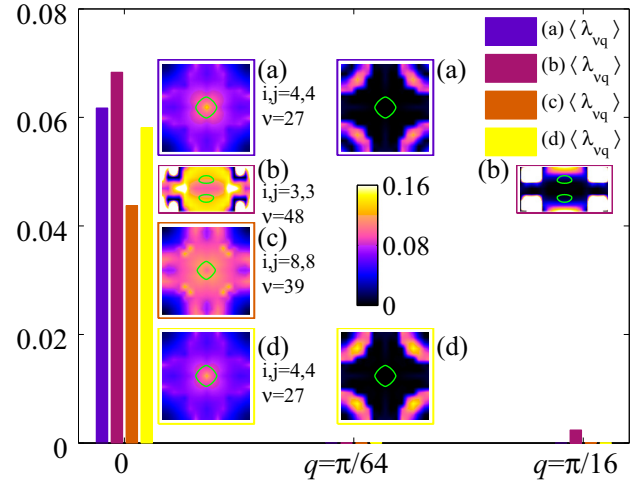 0.08
0.06
0.04
0.02
0
0
q=π/64
q=π/16
(a) ⟨ λνq ⟩
(b) ⟨ λνq ⟩
(c) ⟨ λνq ⟩
(d) ⟨ λνq ⟩
(a)
i,j=4,4
ν=27
(b)
i,j=3,3
ν=48
(c)
i,j=8,8
ν=39
(d)
i,j=4,4
ν=27
(a)
0.16
0.08
0
(d)
(b)